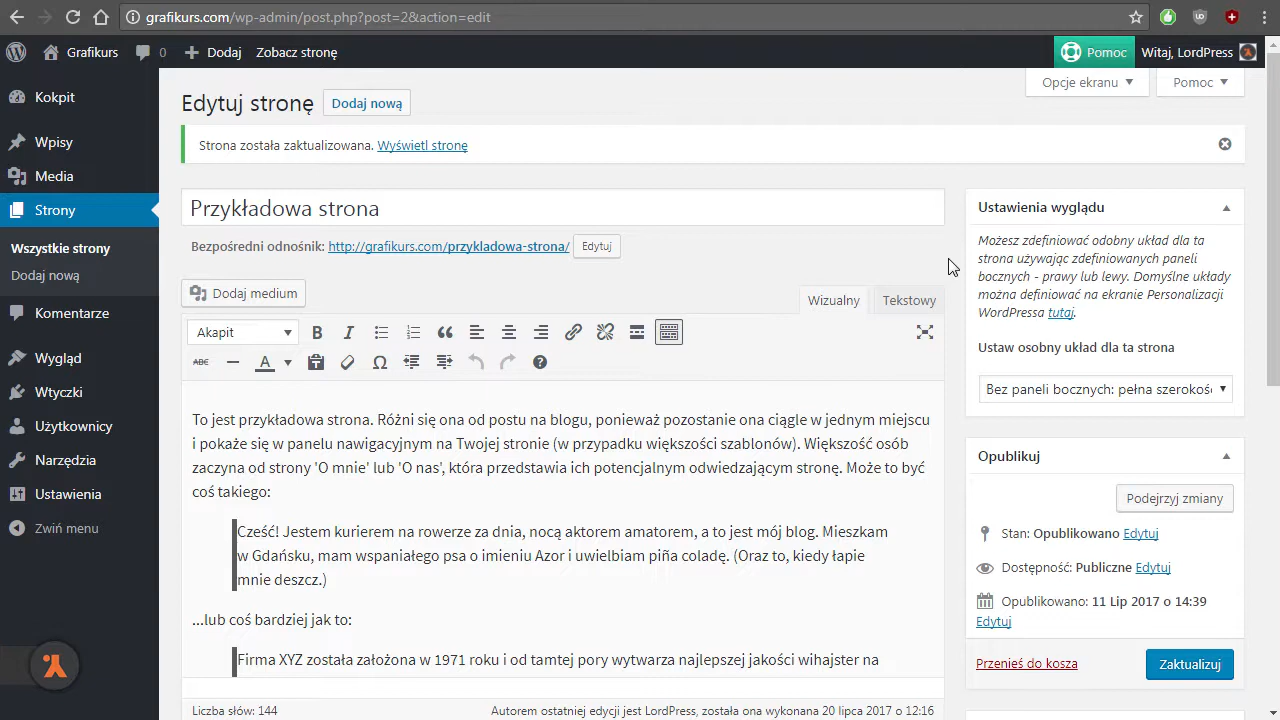 grafikurs.com/wp-admin/post.php?post=2&action=edit
Grafikurs 0 Dodaj Zobacz stronę Pomoc Witaj, LordPress
Kokpit
Wpisy
Media
Strony
Wszystkie strony
Dodaj nową
Komentarze
Wygląd
Wtyczki
Użytkownicy
Narzędzia
Ustawienia
Zwiń menu
Opcje ekranu Pomoc
Edytuj stronę Dodaj nową
Strona została zaktualizowana. Wyświetl stronę
Przykładowa strona
Bezpośredni odnośnik: http://grafikurs.com/przykladowa-strona/ Edytuj
Dodaj medium Wizualny Tekstowy
Akapit B I
ABC A Ω
To jest przykładowa strona. Różni się ona od postu na blogu, ponieważ pozostanie ona ciągle w jednym miejscu
i pokaże się w panelu nawigacyjnym na Twojej stronie (w przypadku większości szablonów). Większość osób
zaczyna od strony 'O mnie' lub 'O nas', która przedstawia ich potencjalnym odwiedzającym stronę. Może to być
coś takiego:
Cześć! Jestem kurierem na rowerze za dnia, nocą aktorem amatorem, a to jest mój blog. Mieszkam
w Gdańsku, mam wspaniałego psa o imieniu Azor i uwielbiam piña coladę. (Oraz to, kiedy łapie
mnie deszcz.)
...lub coś bardziej jak to:
Firma XYZ została założona w 1971 roku i od tamtej pory wytwarza najlepszej jakości wihajster na
Liczba słów: 144 Autorem ostatniej edycji jest LordPress, została ona wykonana 20 lipca 2017 o 12:16
Ustawienia wyglądu
Możesz zdefiniować odobny układ dla ta
strona używając zdefiniowanych paneli
bocznych - prawy lub lewy. Domyślne układy
można definiować na ekranie Personalizacji
WordPressa tutaj.
Ustaw osobny układ dla ta strona
Bez paneli bocznych: pełna szerokośc
Opublikuj
Podejrzyj zmiany
Stan: Opublikowano Edytuj
Dostępność: Publiczne Edytuj
Opublikowano: 11 Lip 2017 o 14:39
Edytuj
Przenieś do kosza Zaktualizuj